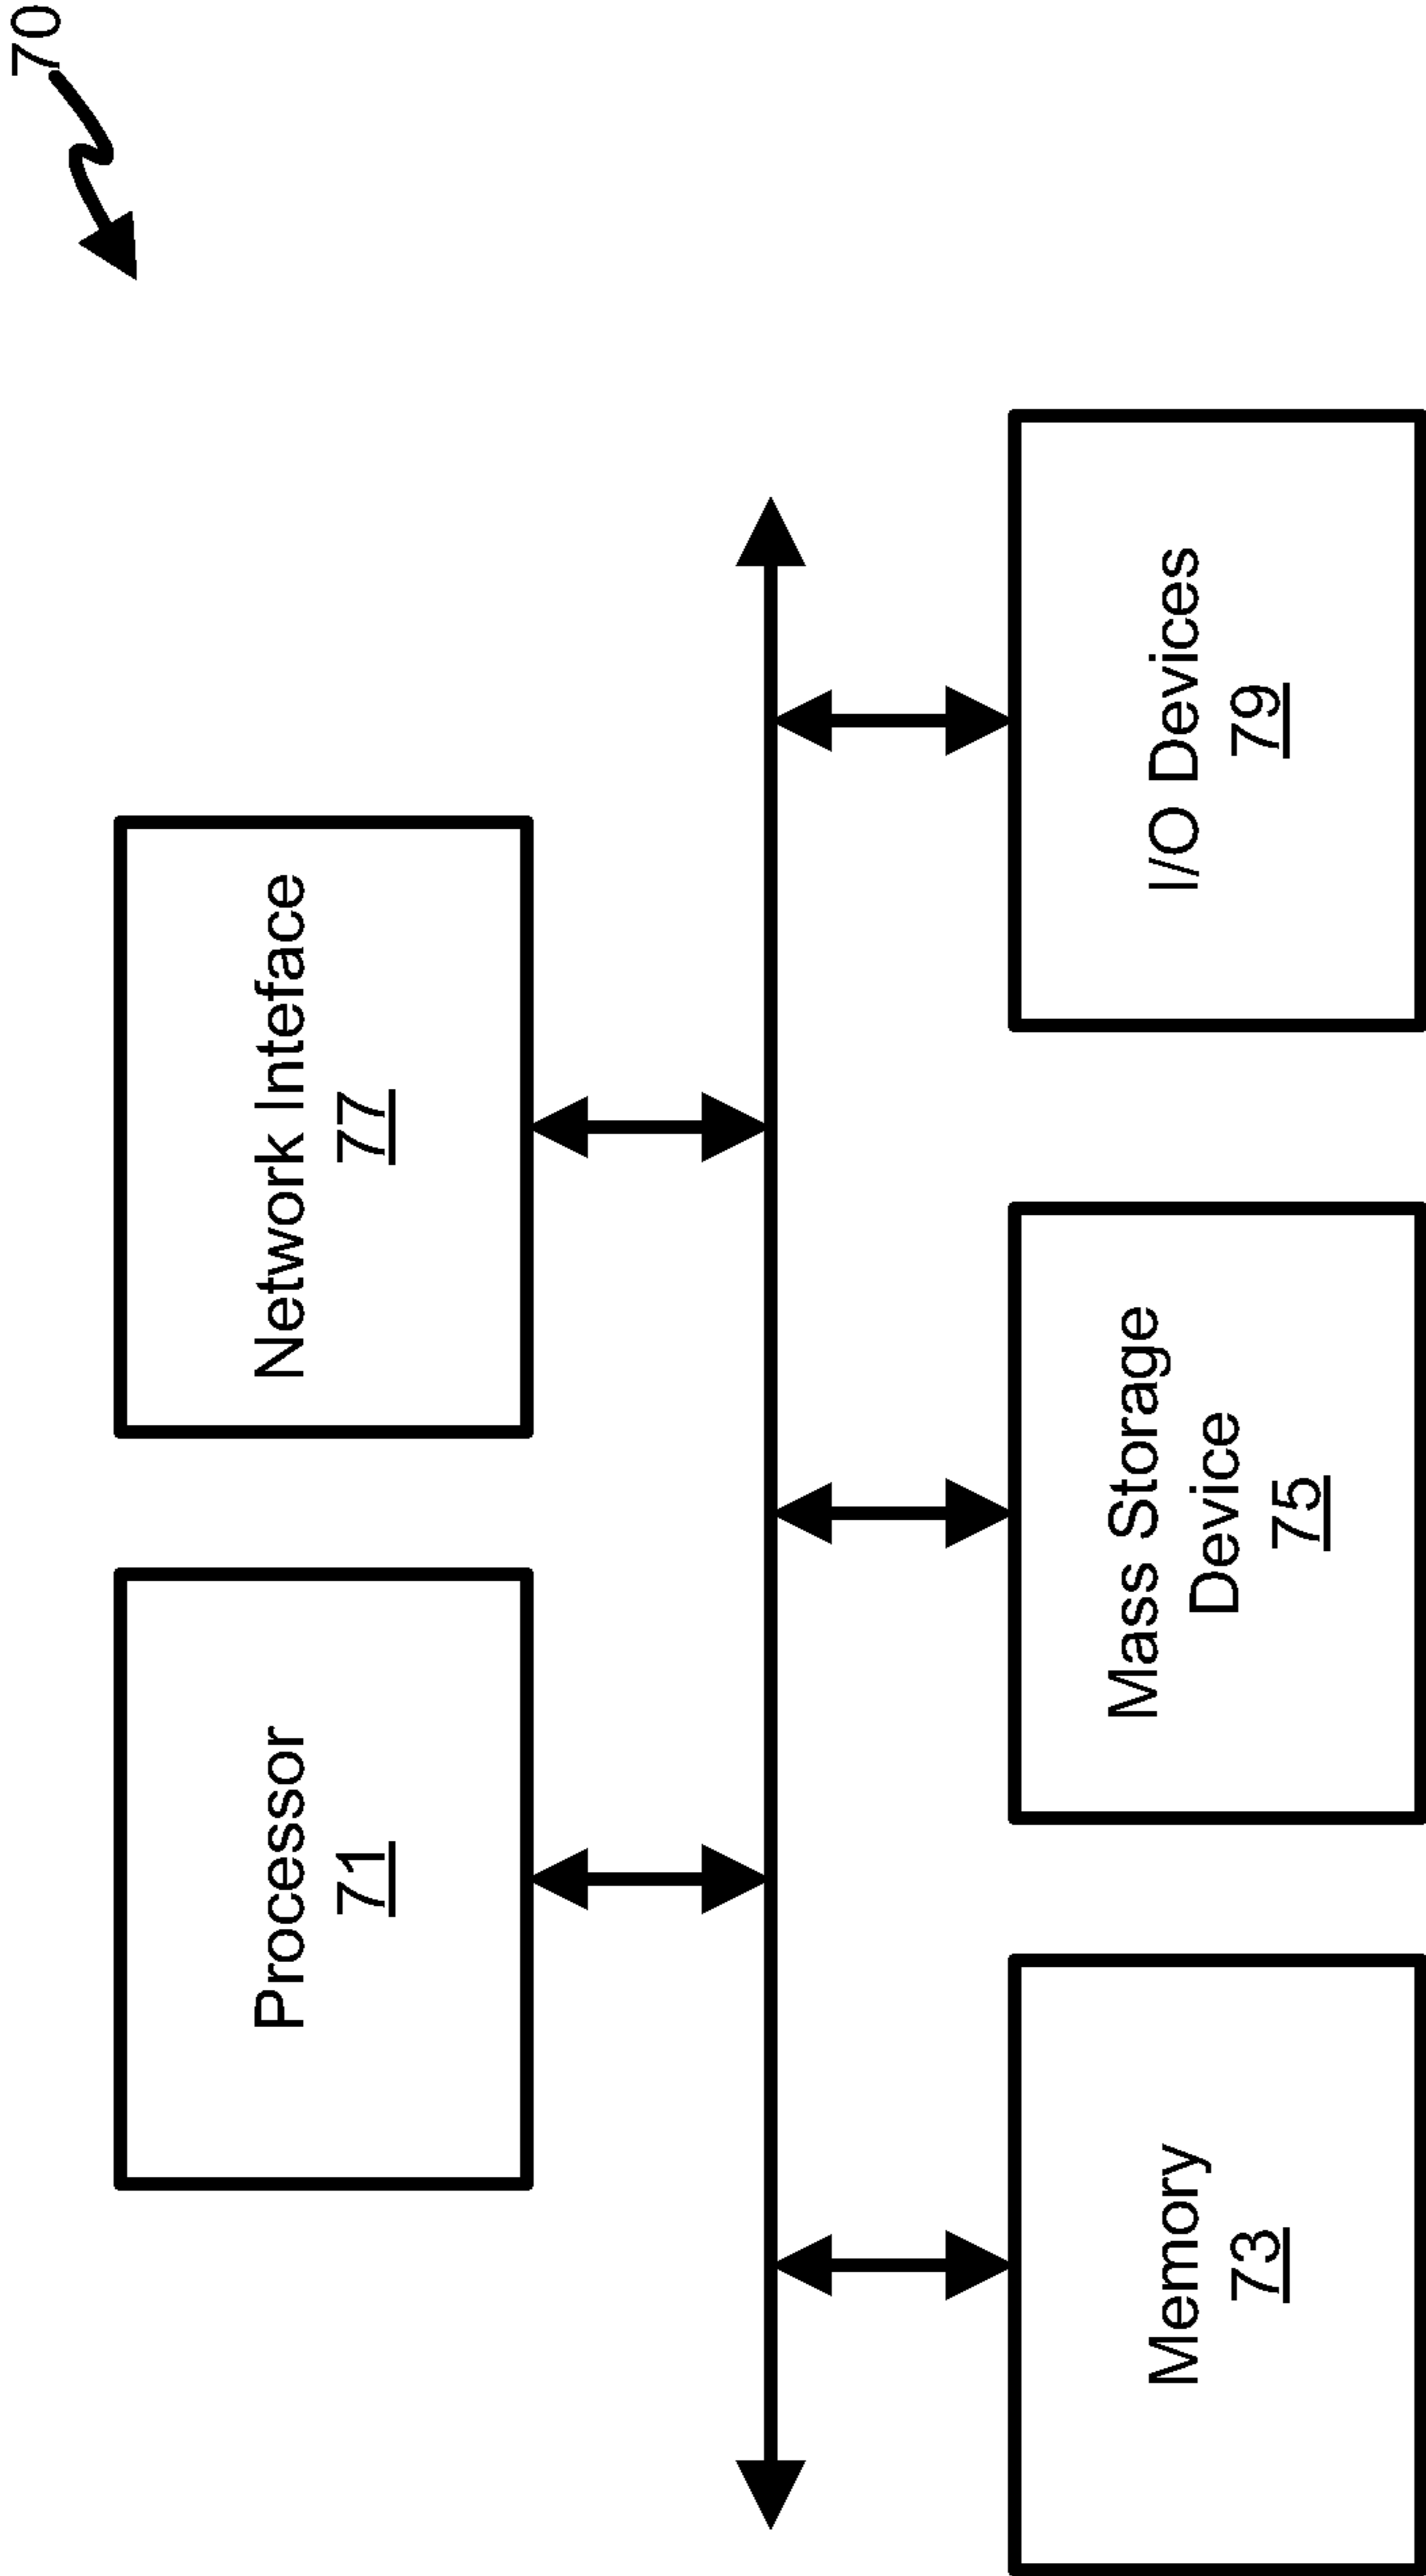 70
Processor
71
Network Inteface
77
Memory
73
Mass Storage
Device
75
I/O Devices
79